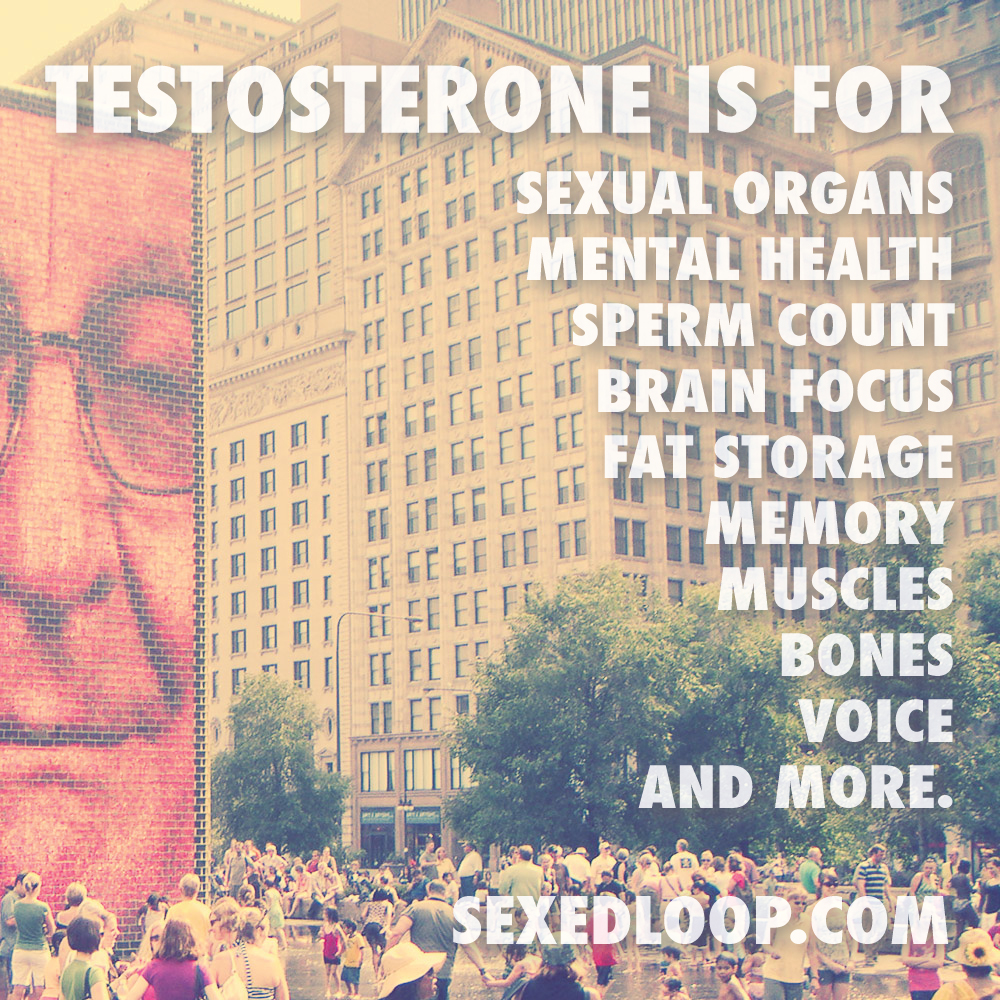 TESTOSTERONE IS FOR
SEXUAL ORGANS
MENTAL HEALTH
SPERM COUNT
BRAIN FOCUS
FAT STORAGE
MEMORY
MUSCLES
BONES
VOICE
AND MORE.
SEXEDLOOP.COM